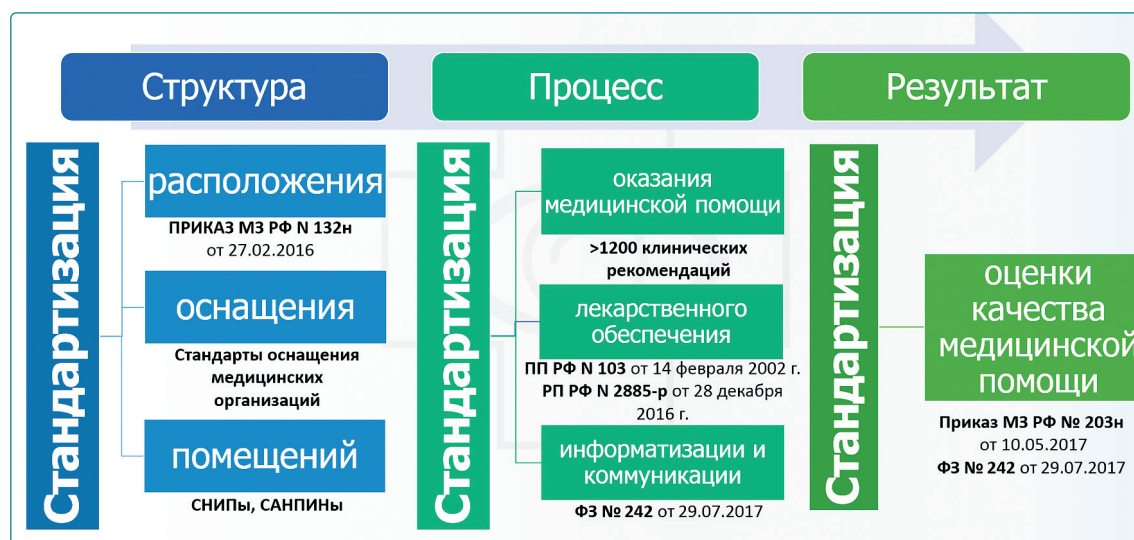 Структура
Процесс
Результат
Стандартизация
расположения
ПРИКАЗ МЗ РФ N 132н
от 27.02.2016
оснащения
Стандарты оснащения
медицинских
организаций
помещений
СНИПы, САНПИНы
Стандартизация
оказания
медицинской помощи
>1200 клинических
рекомендаций
лекарственного
обеспечения
ПП РФ N 103 от 14 февраля 2002 г.
РП РФ N 2885-р от 28 декабря
2016 г.
информатизации и
коммуникации
ФЗ № 242 от 29.07.2017
Стандартизация
оценки
качества
медицинской
помощи
Приказ МЗ РФ № 203н
от 10.05.2017
ФЗ № 242 от 29.07.2017